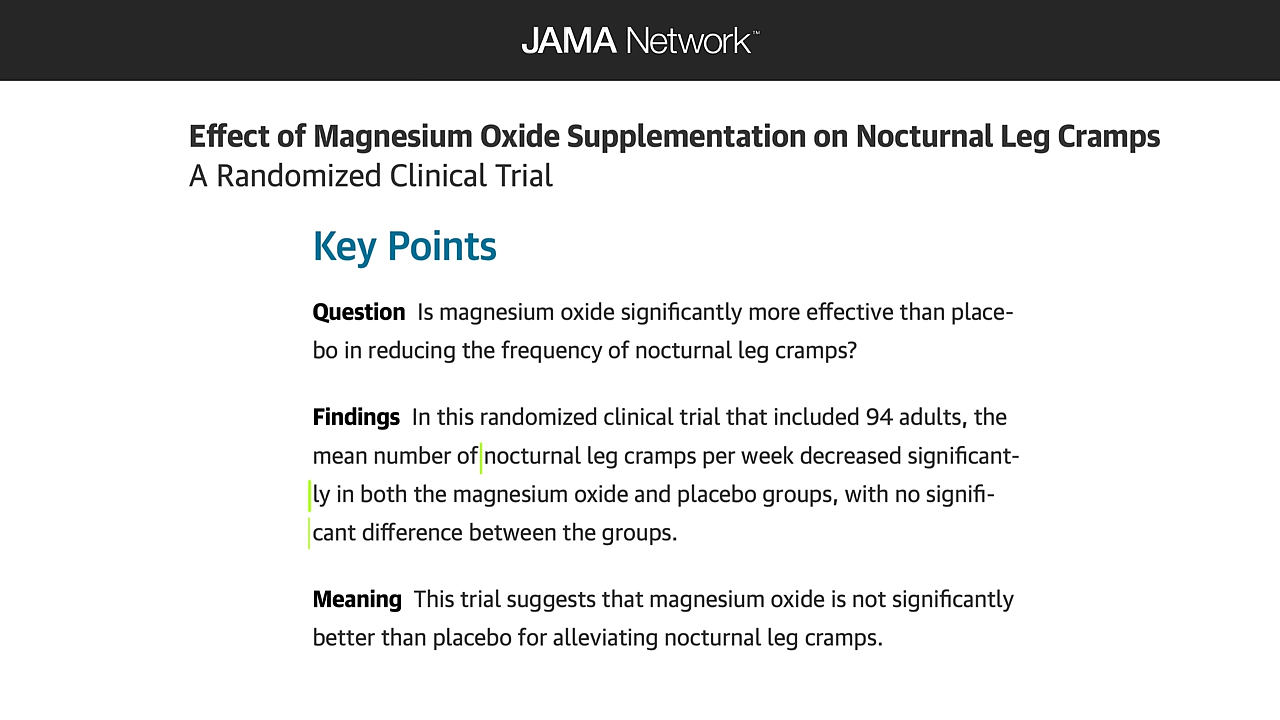 JAMA Network™
Effect of Magnesium Oxide Supplementation on Nocturnal Leg Cramps
A Randomized Clinical Trial
Key Points
Question Is magnesium oxide significantly more effective than place-
bo in reducing the frequency of nocturnal leg cramps?
Findings In this randomized clinical trial that included 94 adults, the
mean number of nocturnal leg cramps per week decreased significant-
ly in both the magnesium oxide and placebo groups, with no signifi-
cant difference between the groups.
Meaning This trial suggests that magnesium oxide is not significantly
better than placebo for alleviating nocturnal leg cramps.